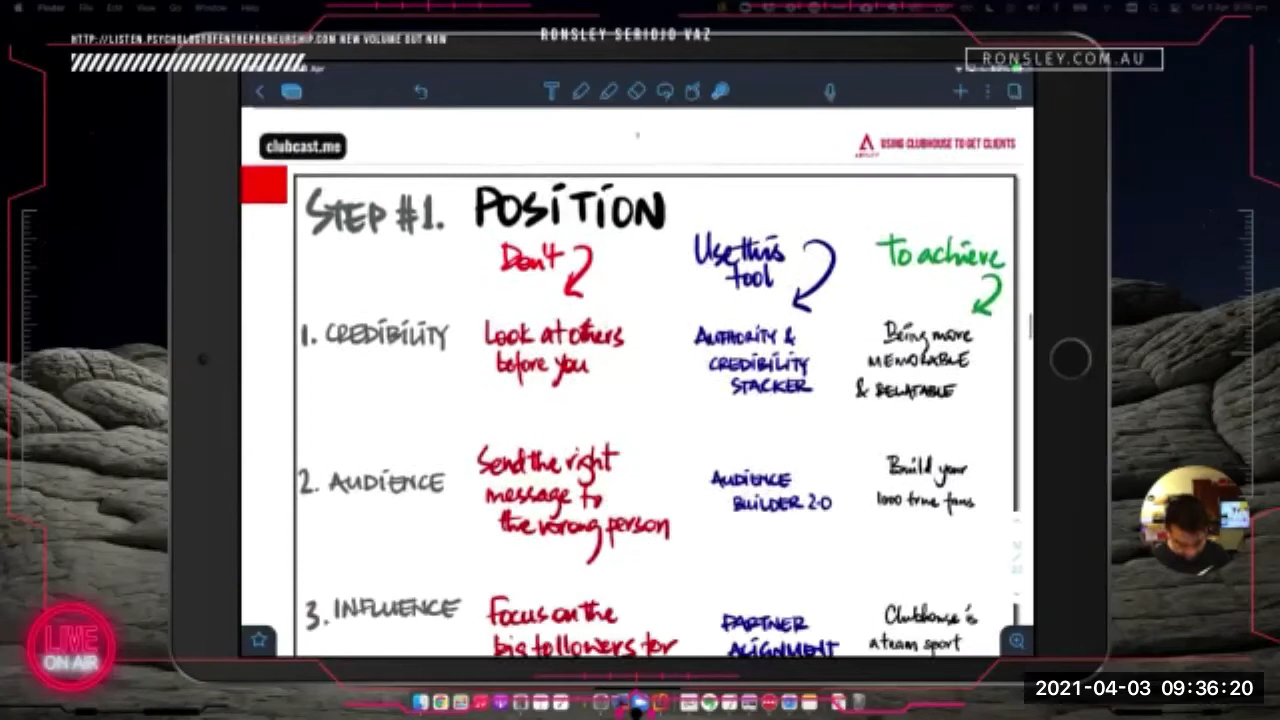 HTTP://LISTEN.PSYCHOLOGYOFENTREPRENEURSHIP.COM NEW VOLUME OUT NOW
RONSLEY SERIOJO VAZ
RONSLEY.COM.AU
clubcast.me
USING CLUBHOUSE TO GET CLIENTS
STEP #1. POSITION
Don't
Use this
tool
To achieve
1. CREDIBILITY
Look at others
before you
AUTHORITY &
CREDIBILITY
STACKER
Being more
MEMORABLE
& RELATABLE
2. AUDIENCE
Send the right
message to
the wrong person
AUDIENCE
BUILDER 2.0
Build your
1000 true fans
3. INFLUENCE
Focus on the
big followers for
PARTNER
ALIGNMENT
Clubhouse is
a team sport
LIVE
ON AIR
2021-04-03 09:36:20